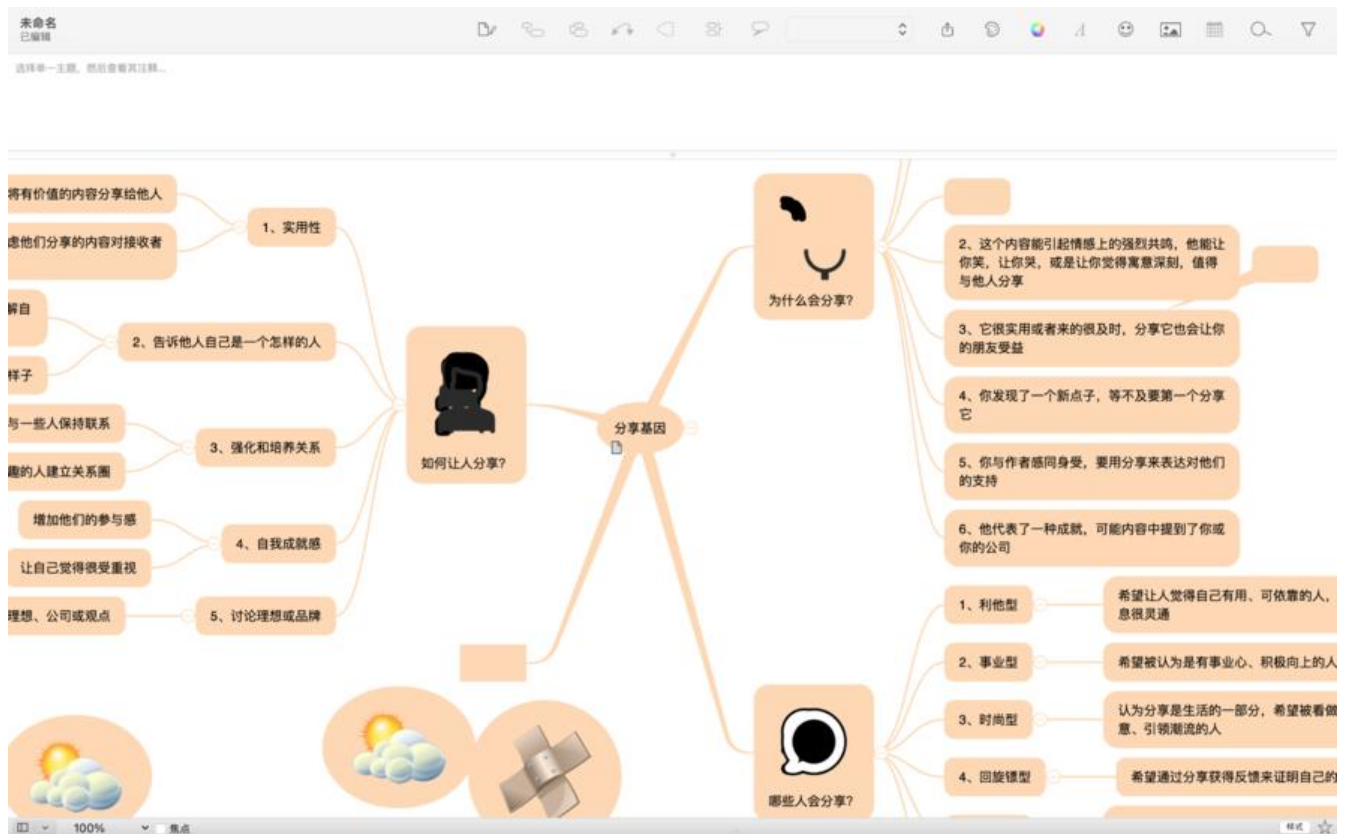 未命名
已编辑
选择单一主题，然后查看其注释...
将有价值的内容分享给他人
虑他们分享的内容对接收者
1、实用性
解自
样子
2、告诉他人自己是一个怎样的人
与一些人保持联系
趣的人建立关系圈
3、强化和培养关系
增加他们的参与感
让自己觉得很受重视
4、自我成就感
理想、公司或观点
5、讨论理想或品牌
如何让人分享？
分享基因
为什么会分享？
2、这个内容能引起情感上的强烈共鸣，他能让
你笑，让你哭，或是让你觉得寓意深刻，值得
与他人分享
3、它很实用或者来的很及时，分享它也会让你
的朋友受益
4、你发现了一个新点子，等不及要第一个分享
它
5、你与作者感同身受，要用分享来表达对他们
的支持
6、他代表了一种成就，可能内容中提到了你或
你的公司
哪些人会分享？
1、利他型
希望让人觉得自己有用、可依靠的人，
息很灵通
2、事业型
希望被认为是有事业心、积极向上的人
3、时尚型
认为分享是生活的一部分，希望被看做
意、引领潮流的人
4、回旋镖型
希望通过分享获得反馈来证明自己的
100%
焦点
样式